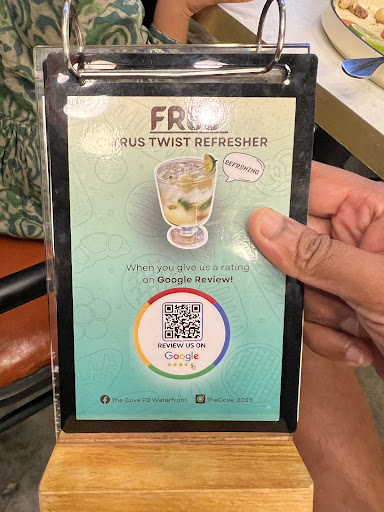 FREE
CITRUS TWIST REFRESHER
REFRSHING
When you give us a rating
on Google Review!
REVIEW US ON
Google
The Cove PD Waterfront
TheCove_2023